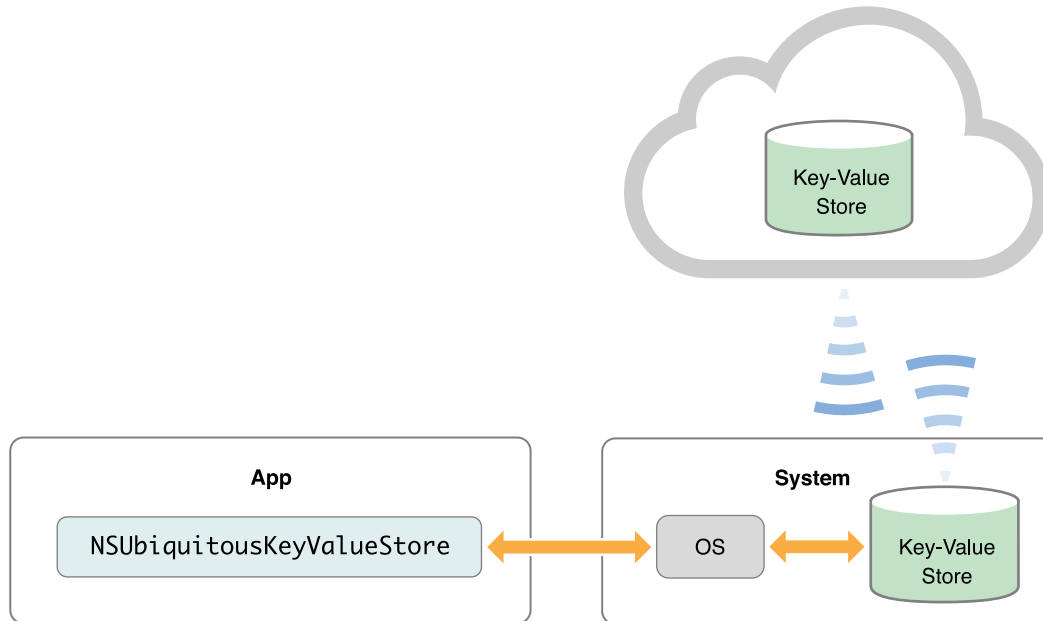 Key-Value
Store
App
System
NSUbiquitousKeyValueStore
OS
Key-Value
Store